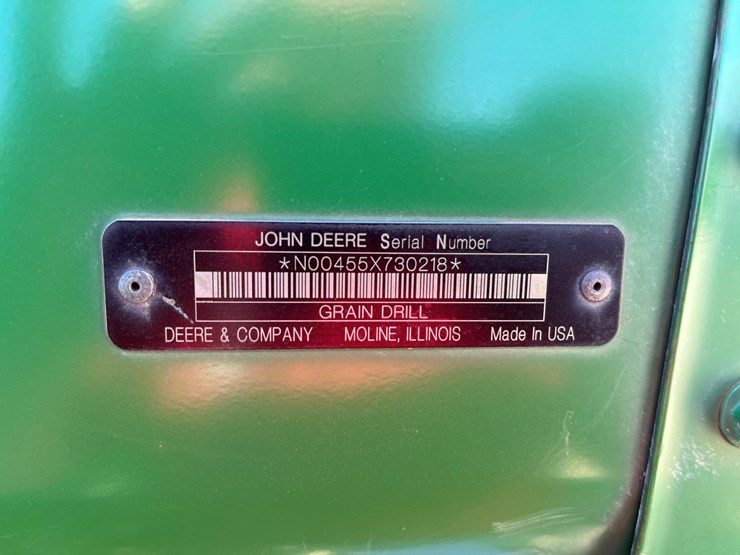 JOHN DEERE Serial Number
*N00455X730218*
GRAIN DRILL
DEERE & COMPANY MOLINE, ILLINOIS Made In USA